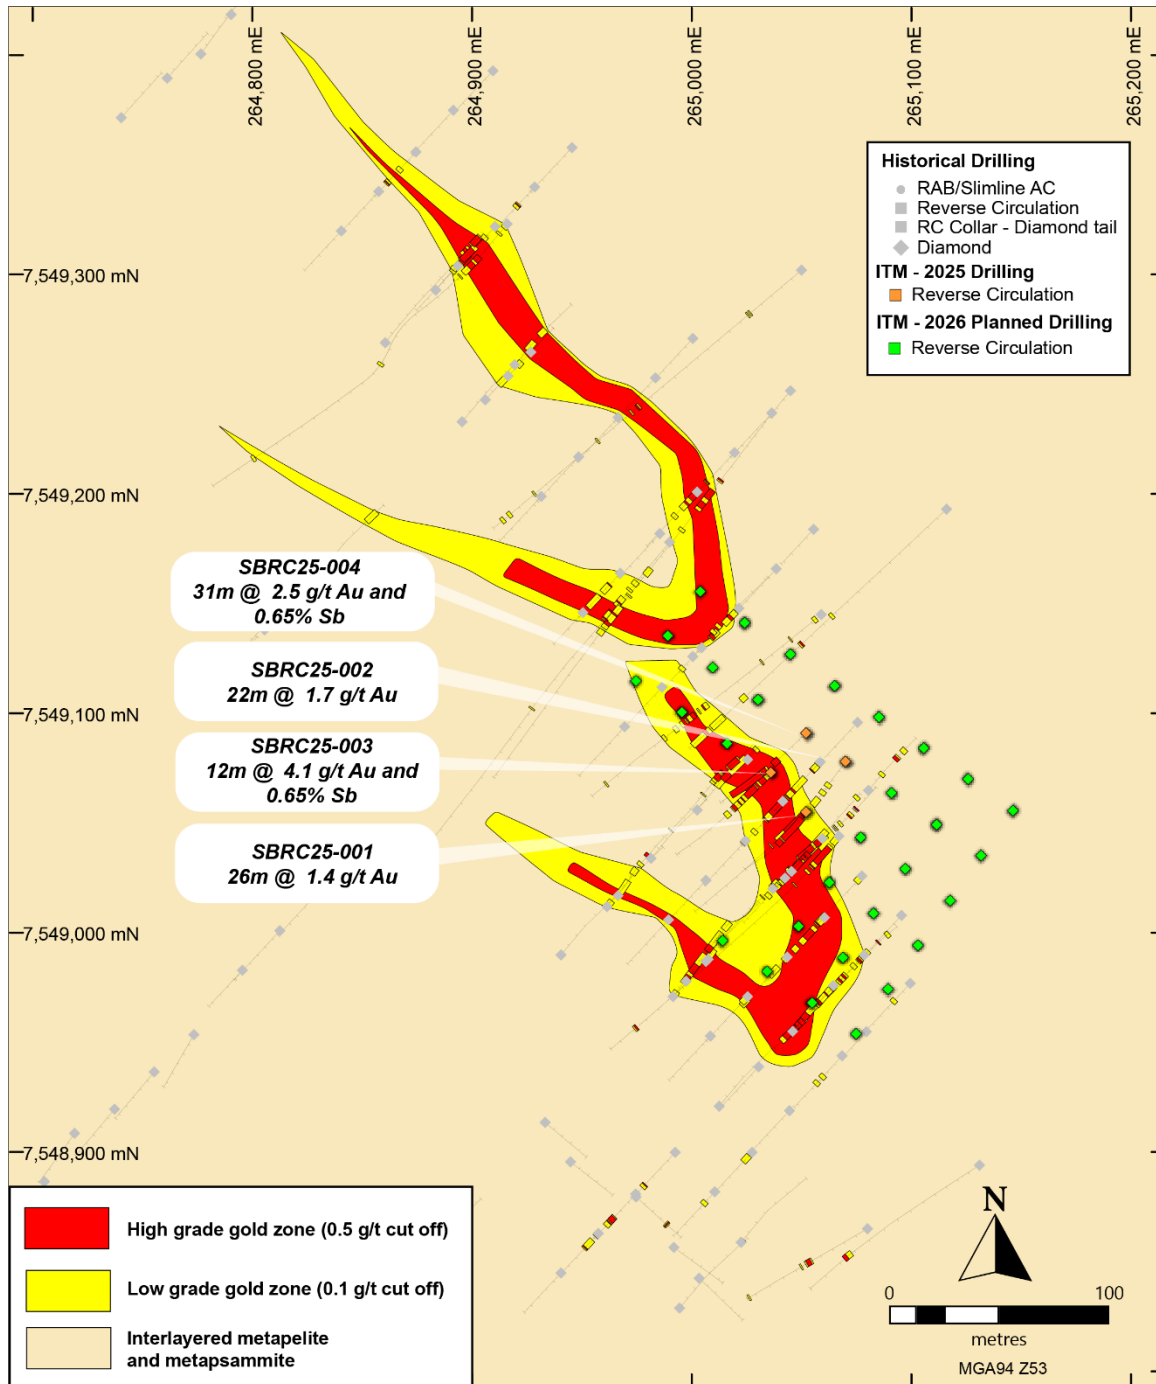 264,800 mE
264,900 mE
265,000 mE
265,100 mE
265,200 mE
Historical Drilling
RAB/Slimline AC
Reverse Circulation
RC Collar - Diamond tail
Diamond
ITM - 2025 Drilling
Reverse Circulation
ITM - 2026 Planned Drilling
Reverse Circulation
7,549,300 mN
7,549,200 mN
SBRC25-004
31m @ 2.5 g/t Au and
0.65% Sb
SBRC25-002
22m @ 1.7 g/t Au
7,549,100 mN
SBRC25-003
12m @ 4.1 g/t Au and
0.65% Sb
SBRC25-001
26m @ 1.4 g/t Au
7,549,000 mN
7,548,900 mN
High grade gold zone (0.5 g/t cut off)
Low grade gold zone (0.1 g/t cut off)
Interlayered metapelite
and metapsammite
N
0 100
metres
MGA94 Z53